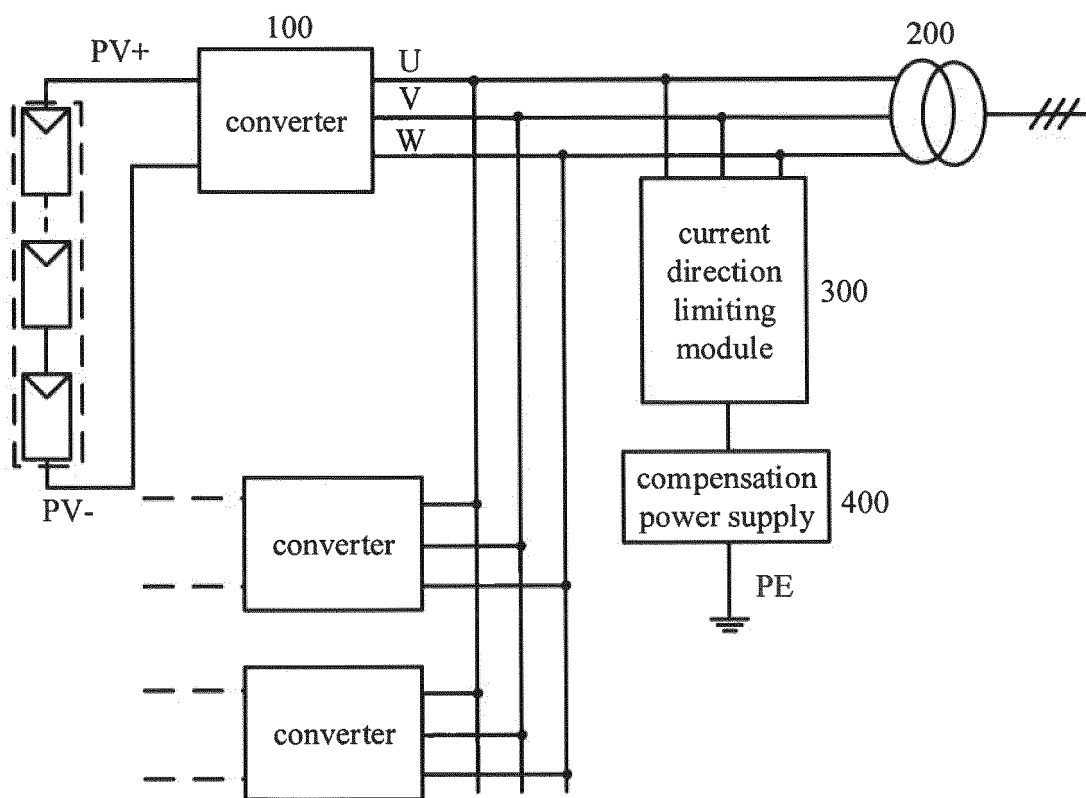 100
200
PV+
U
converter
V
W
current
direction
limiting
module
300
compensation
power supply
400
PV-
converter
PE
converter